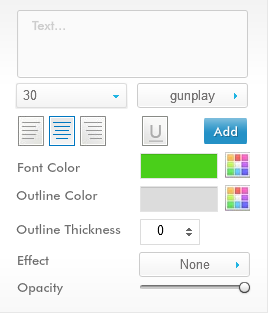 Text...
30 gunplay
U Add
Font Color
Outline Color
Outline Thickness 0
Effect None
Opacity